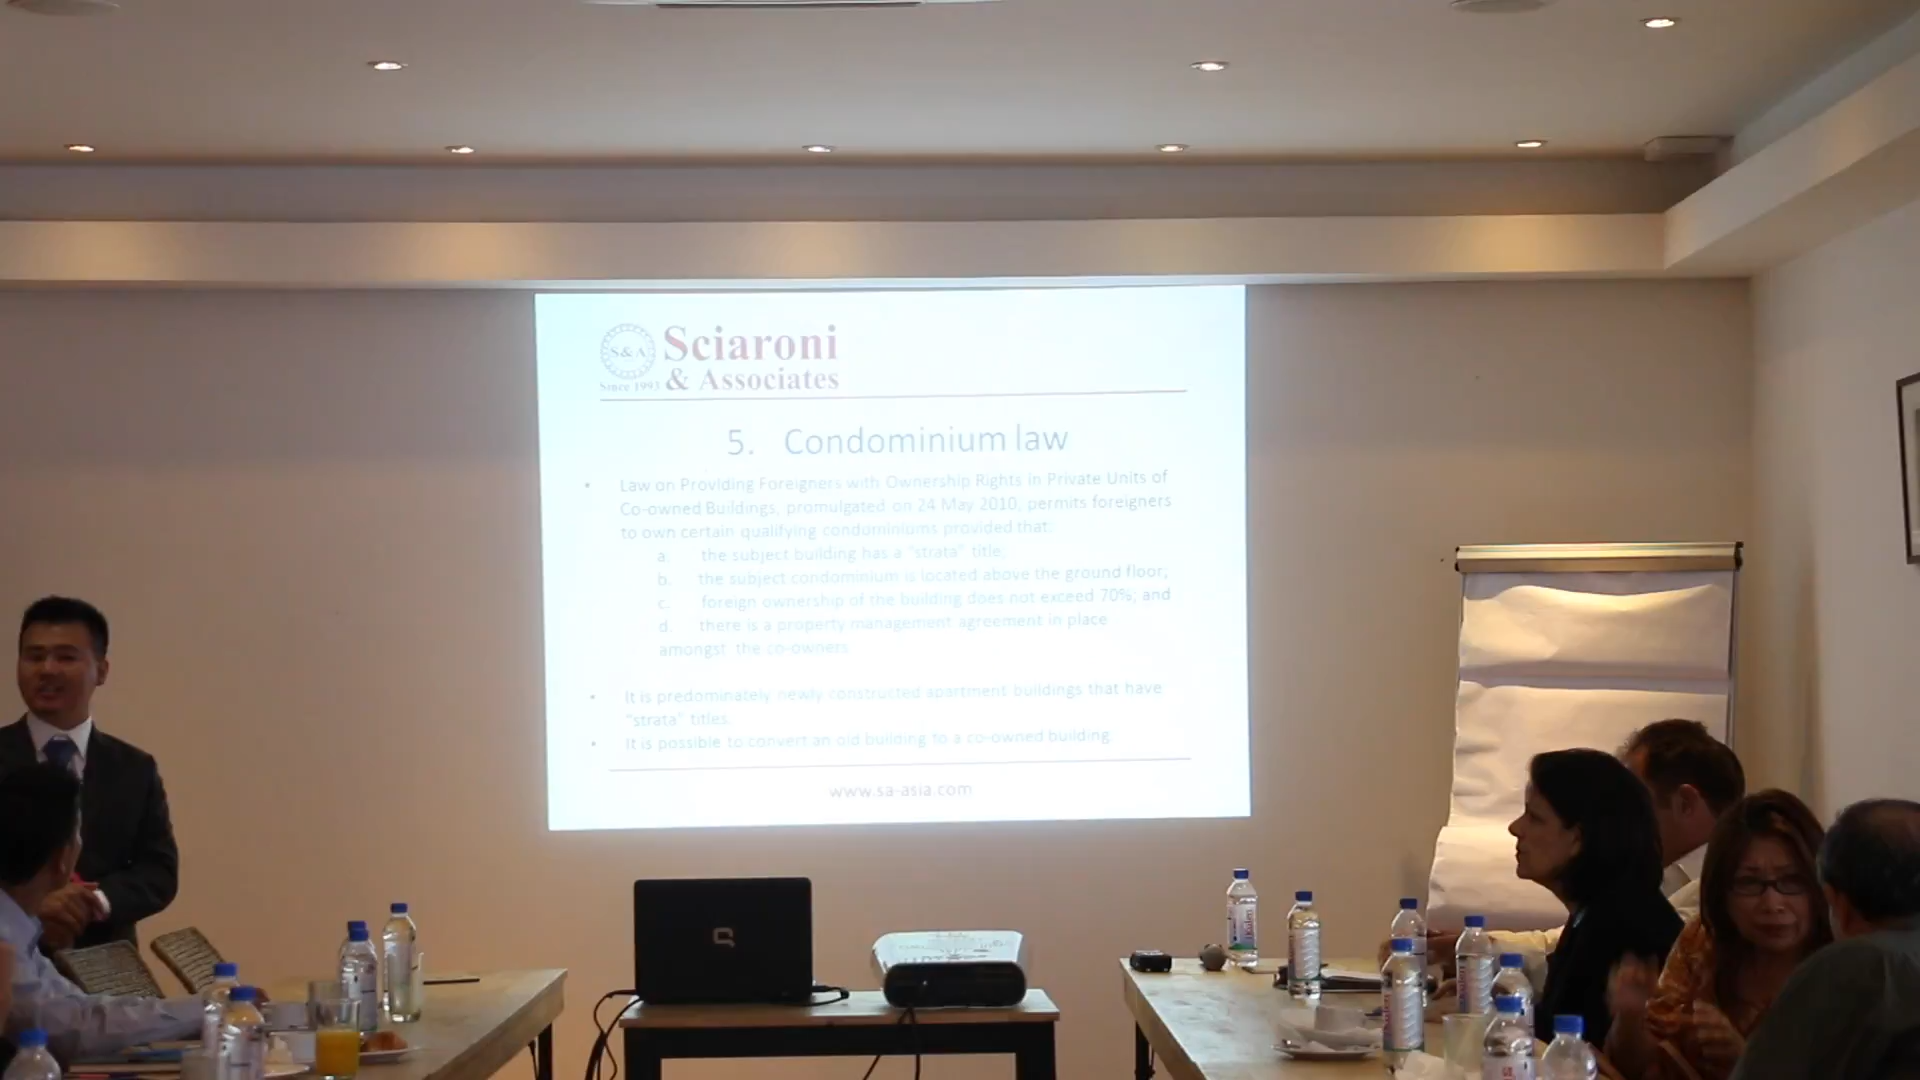 S&A
Since 1993
Sciaroni
& Associates
5. Condominium law
• Law on Providing Foreigners with Ownership Rights in Private Units of
Co-owned Buildings, promulgated on 24 May 2010, permits foreigners
to own certain qualifying condominiums provided that:
a. the subject building has a "strata" title;
b. the subject condominium is located above the ground floor;
c. foreign ownership of the building does not exceed 70%; and
d. there is a property management agreement in place
amongst the co-owners.
• It is predominately newly constructed apartment buildings that have
"strata" titles.
• It is possible to convert an old building to a co-owned building.
www.sa-asia.com